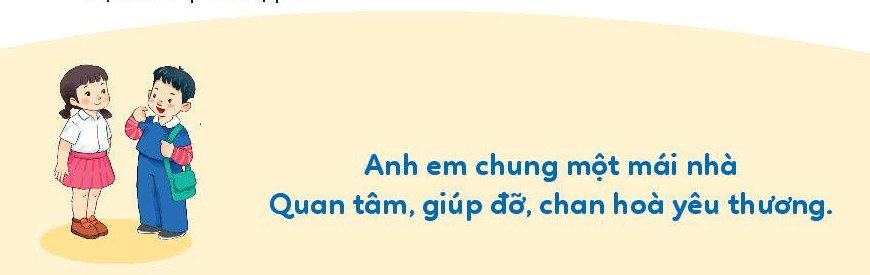 Anh em chung một mái nhà
Quan tâm, giúp đỡ, chan hoà yêu thương.